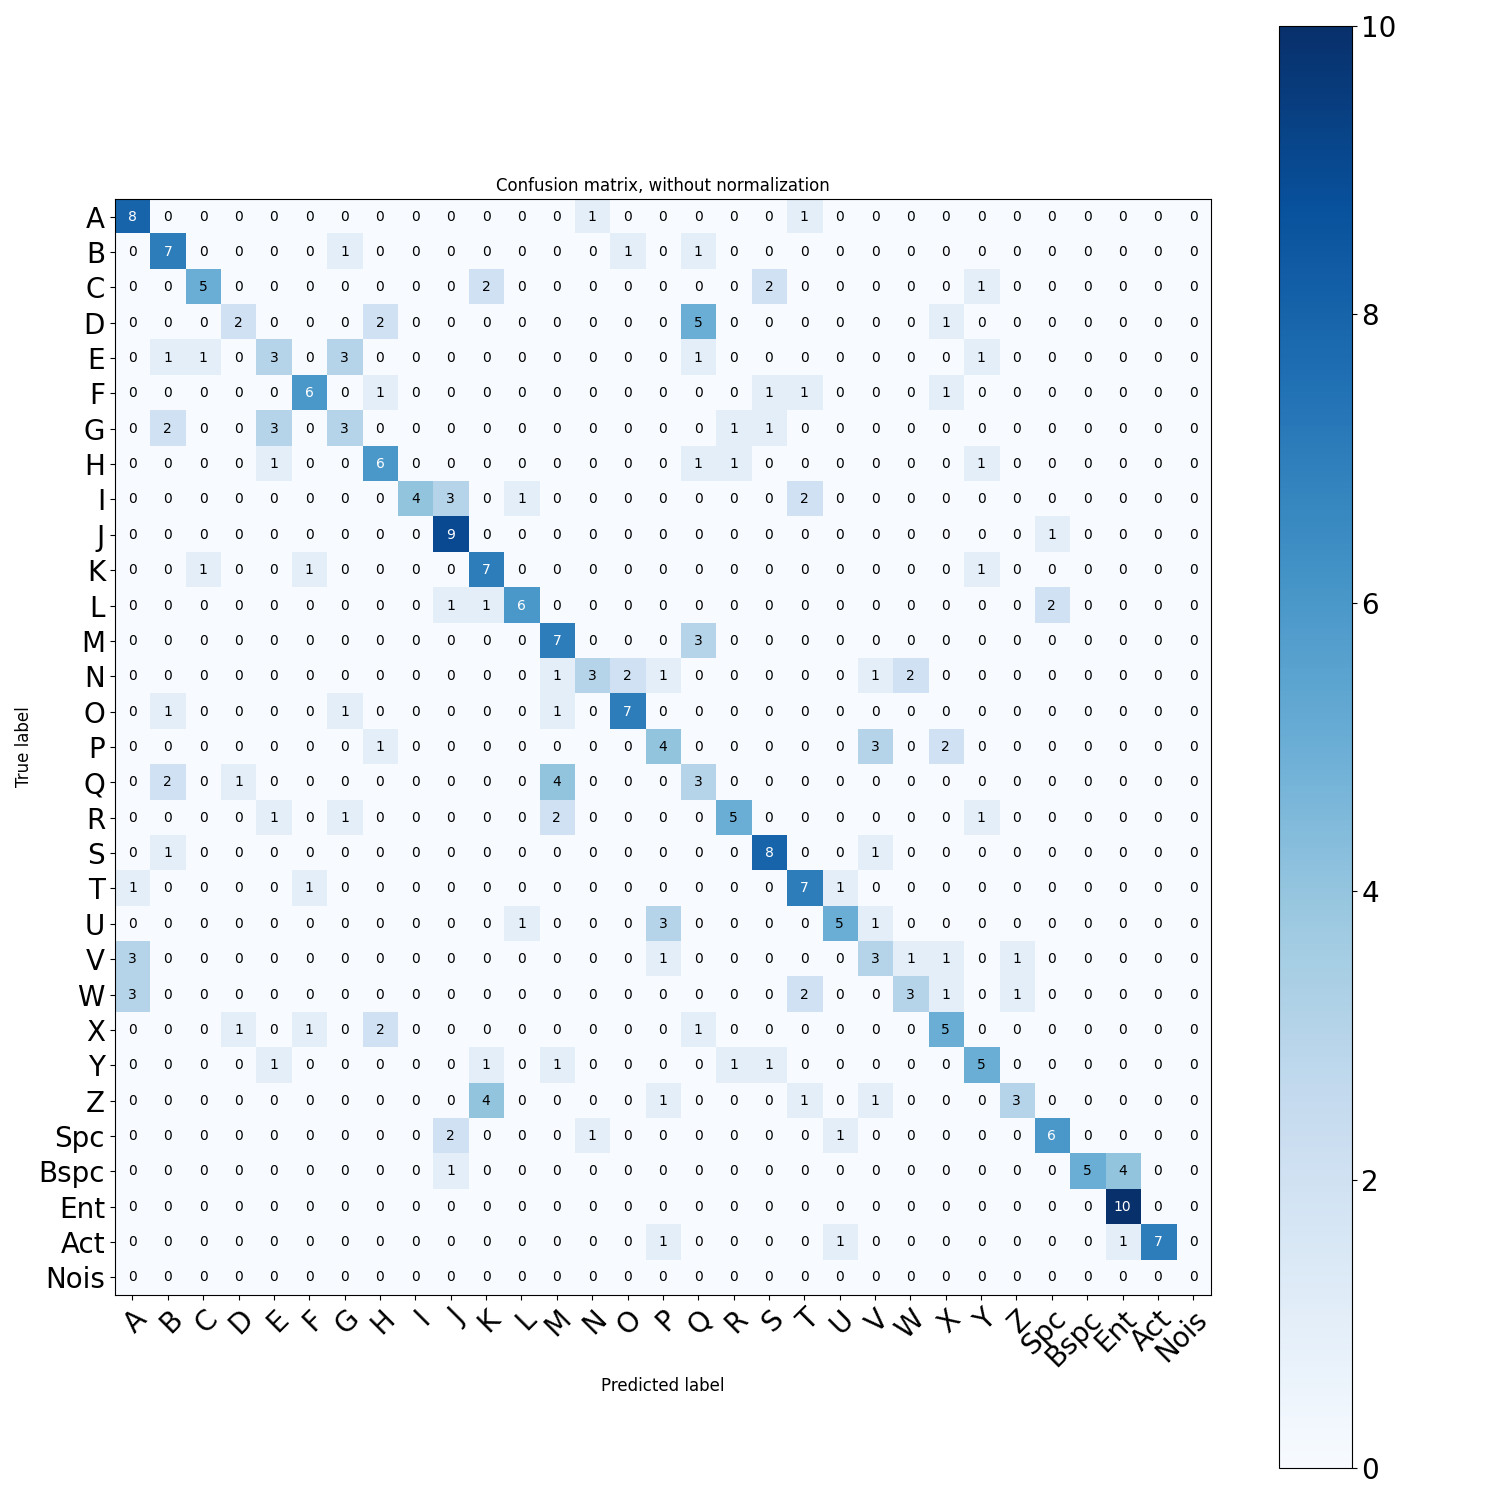 Confusion matrix, without normalization
A 8 0 0 0 0 0 0 0 0 0 0 0 0 1 0 0 0 0 0 1 0 0 0 0 0 0 0 0 0 0 0
B 0 7 0 0 0 0 1 0 0 0 0 0 0 0 1 0 1 0 0 0 0 0 0 0 0 0 0 0 0 0 0
C 0 0 5 0 0 0 0 0 0 0 2 0 0 0 0 0 0 0 2 0 0 0 0 0 1 0 0 0 0 0 0
D 0 0 0 2 0 0 0 2 0 0 0 0 0 0 0 0 5 0 0 0 0 0 0 1 0 0 0 0 0 0 0
E 0 1 1 0 3 0 3 0 0 0 0 0 0 0 0 0 1 0 0 0 0 0 0 0 1 0 0 0 0 0 0
F 0 0 0 0 0 6 0 1 0 0 0 0 0 0 0 0 0 0 1 1 0 0 0 1 0 0 0 0 0 0 0
G 0 2 0 0 3 0 3 0 0 0 0 0 0 0 0 0 0 1 1 0 0 0 0 0 0 0 0 0 0 0 0
H 0 0 0 0 1 0 0 6 0 0 0 0 0 0 0 0 1 1 0 0 0 0 0 0 1 0 0 0 0 0 0
I 0 0 0 0 0 0 0 0 4 3 0 1 0 0 0 0 0 0 0 2 0 0 0 0 0 0 0 0 0 0 0
J 0 0 0 0 0 0 0 0 0 9 0 0 0 0 0 0 0 0 0 0 0 0 0 0 0 0 1 0 0 0 0
K 0 0 1 0 0 1 0 0 0 0 7 0 0 0 0 0 0 0 0 0 0 0 0 0 1 0 0 0 0 0 0
L 0 0 0 0 0 0 0 0 0 1 1 6 0 0 0 0 0 0 0 0 0 0 0 0 0 0 2 0 0 0 0
M 0 0 0 0 0 0 0 0 0 0 0 0 7 0 0 0 3 0 0 0 0 0 0 0 0 0 0 0 0 0 0
N 0 0 0 0 0 0 0 0 0 0 0 0 1 3 2 1 0 0 0 0 0 1 2 0 0 0 0 0 0 0 0
O 0 1 0 0 0 0 1 0 0 0 0 0 1 0 7 0 0 0 0 0 0 0 0 0 0 0 0 0 0 0 0
P 0 0 0 0 0 0 0 1 0 0 0 0 0 0 0 4 0 0 0 0 0 3 0 2 0 0 0 0 0 0 0
Q 0 2 0 1 0 0 0 0 0 0 0 0 4 0 0 0 3 0 0 0 0 0 0 0 0 0 0 0 0 0 0
R 0 0 0 0 1 0 1 0 0 0 0 0 2 0 0 0 0 5 0 0 0 0 0 0 1 0 0 0 0 0 0
S 0 1 0 0 0 0 0 0 0 0 0 0 0 0 0 0 0 0 8 0 0 1 0 0 0 0 0 0 0 0 0
T 1 0 0 0 0 1 0 0 0 0 0 0 0 0 0 0 0 0 0 7 1 0 0 0 0 0 0 0 0 0 0
U 0 0 0 0 0 0 0 0 0 0 0 1 0 0 0 3 0 0 0 0 5 1 0 0 0 0 0 0 0 0 0
V 3 0 0 0 0 0 0 0 0 0 0 0 0 0 0 1 0 0 0 0 0 3 1 1 0 1 0 0 0 0 0
W 3 0 0 0 0 0 0 0 0 0 0 0 0 0 0 0 0 0 0 2 0 0 3 1 0 1 0 0 0 0 0
X 0 0 0 1 0 1 0 2 0 0 0 0 0 0 0 0 1 0 0 0 0 0 0 5 0 0 0 0 0 0 0
Y 0 0 0 0 1 0 0 0 0 0 1 0 1 0 0 0 0 1 1 0 0 0 0 0 5 0 0 0 0 0 0
Z 0 0 0 0 0 0 0 0 0 0 4 0 0 0 0 1 0 0 0 1 0 1 0 0 0 3 0 0 0 0 0
Spc 0 0 0 0 0 0 0 0 0 2 0 0 0 1 0 0 0 0 0 0 1 0 0 0 0 0 6 0 0 0 0
Bspc 0 0 0 0 0 0 0 0 0 1 0 0 0 0 0 0 0 0 0 0 0 0 0 0 0 0 0 5 4 0 0
Ent 0 0 0 0 0 0 0 0 0 0 0 0 0 0 0 0 0 0 0 0 0 0 0 0 0 0 0 0 10 0 0
Act 0 0 0 0 0 0 0 0 0 0 0 0 0 0 0 1 0 0 0 0 1 0 0 0 0 0 0 0 1 7 0
Nois 0 0 0 0 0 0 0 0 0 0 0 0 0 0 0 0 0 0 0 0 0 0 0 0 0 0 0 0 0 0 0
A B C D E F G H I J K L M N O P Q R S T U V W X Y Z Spc Bspc Ent Act Nois
Predicted label
True label
10
8
6
4
2
0